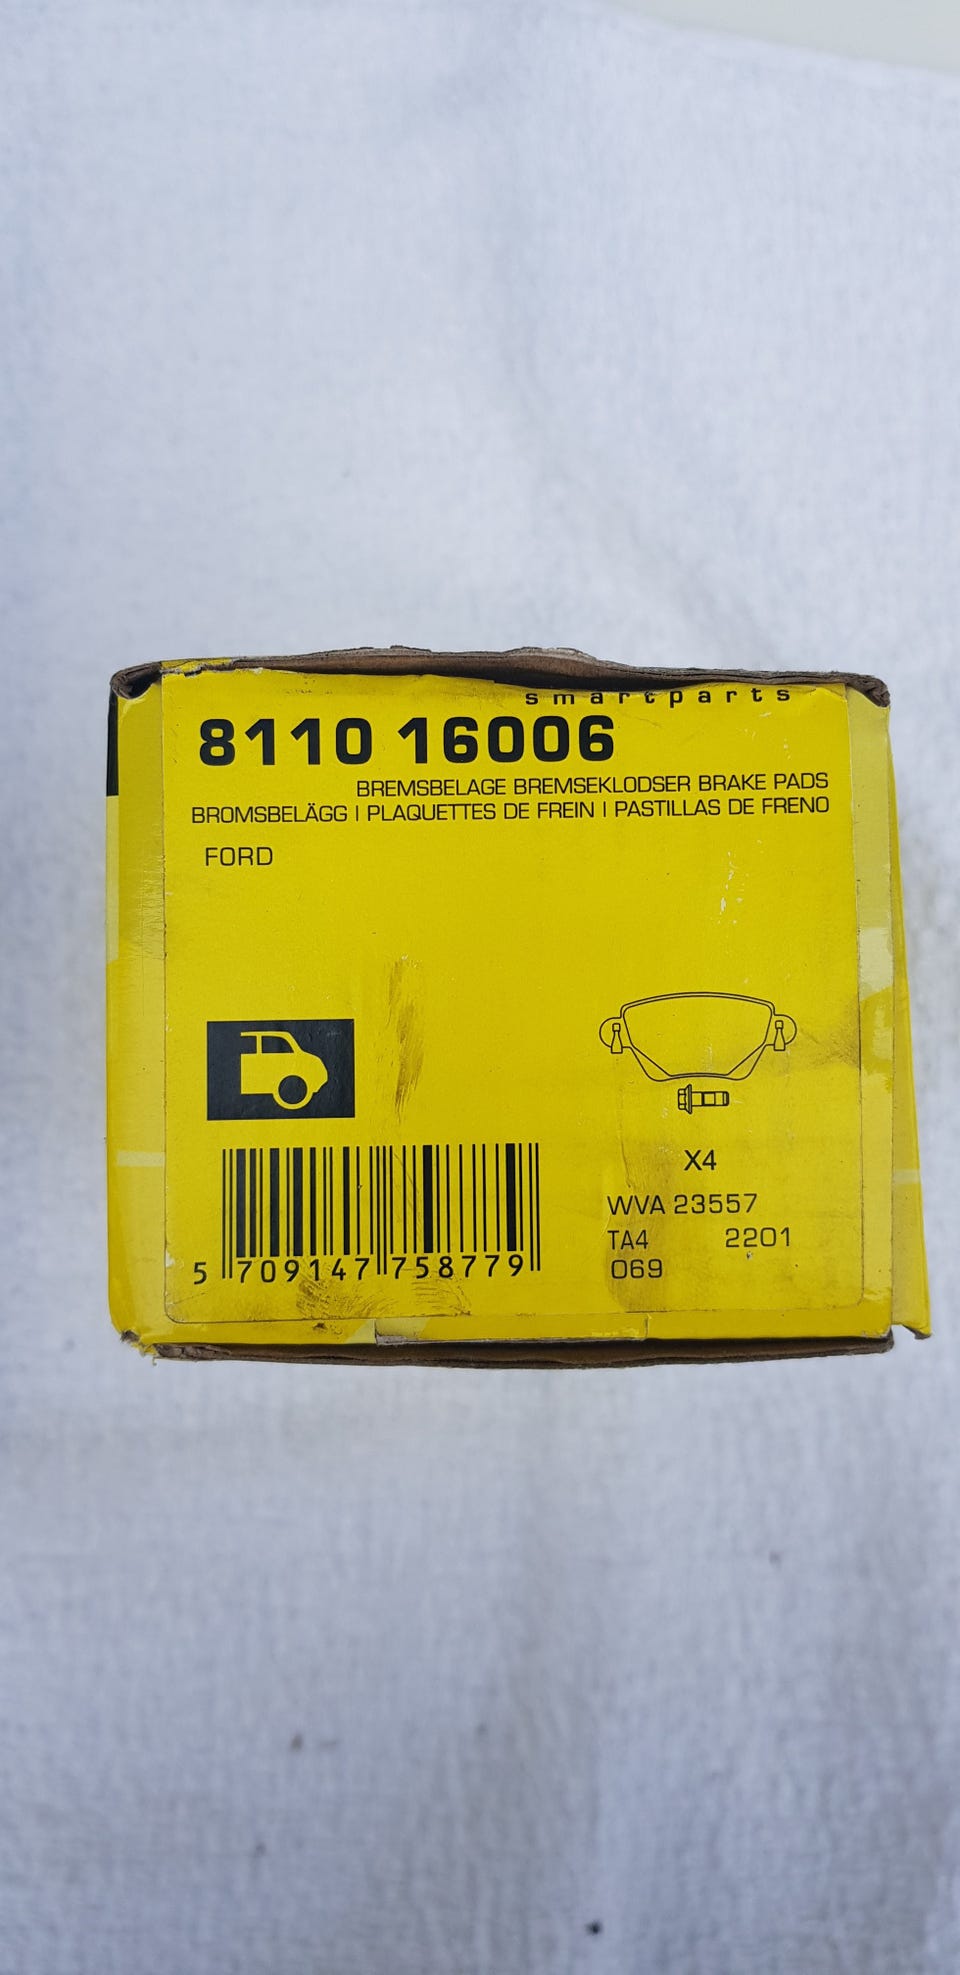 smartparts
8110 16006
BREMSBELAGE BREMSEKLODSER BRAKE PADS
BROMSBELÄGG | PLAQUETTES DE FREIN | PASTILLAS DE FRENO
FORD
X4
WVA 23557
TA4 2201
069
5 709147 758779